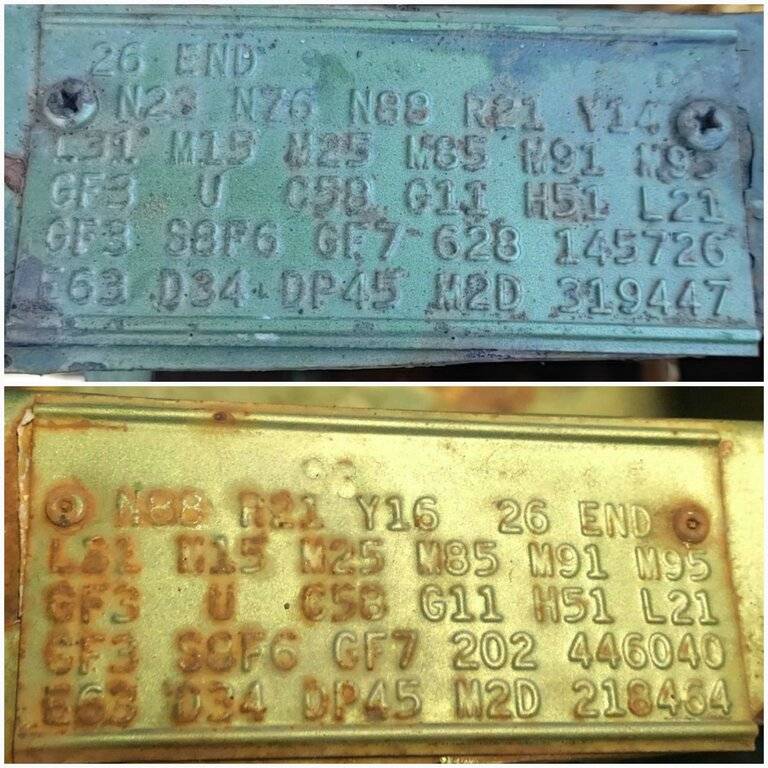 26 END
N23 N76 N88 R21 Y14
L31 M15 M25 M85 M91 M95
GF3 U C5B G11 H51 L21
GF3 S8F6 GF7 628 145726
E63 D34 DP45 M2D 319447
N88 R21 Y16 26 END
L31 M15 M25 M85 M91 M95
GF3 U C5B G11 H51 L21
GF3 S8F6 GF7 202 446040
E63 D34 DP45 M2D 218464